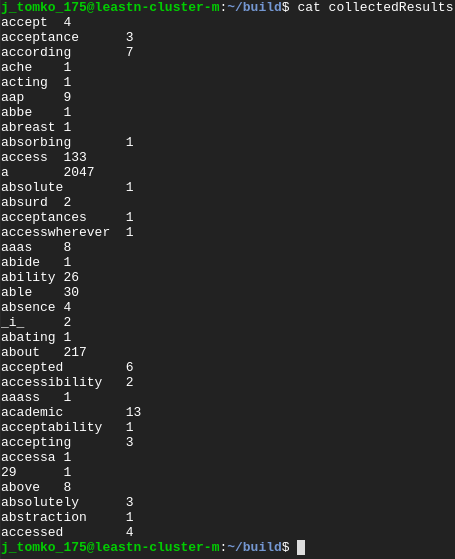 j_tomko_175@leastn-cluster-m:~/build$ cat collectedResults
accept  4
acceptance      3
according       7
ache    1
acting  1
aap     9
abbe    1
abreast 1
absorbing       1
access  133
a       2047
absolute        1
absurd  2
acceptances     1
accesswherever  1
aaas    8
abide   1
ability 26
able    30
absence 4
_i_     2
abating 1
about   217
accepted        6
accessibility   2
aaass   1
academic        13
acceptability   1
accepting       3
accessa 1
29      1
above   8
absolutely      3
abstraction     1
accessed        4
j_tomko_175@leastn-cluster-m:~/build$